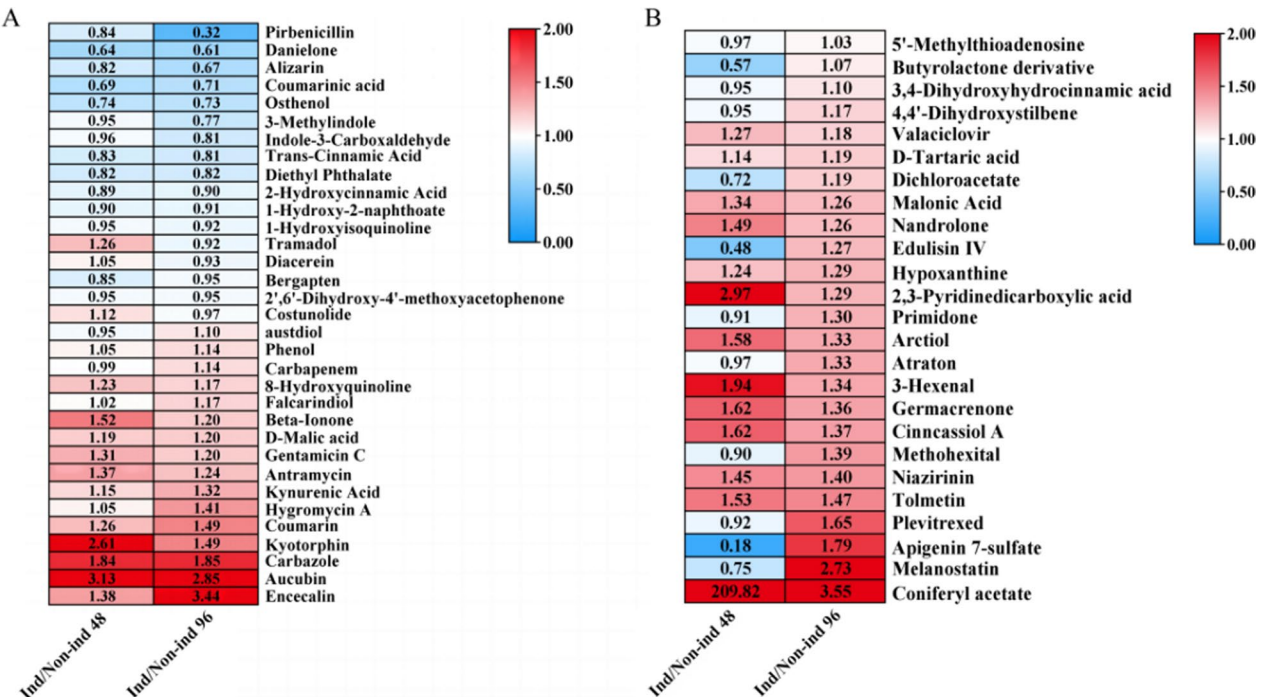 A
0.84 0.32 Pirbenicillin
0.64 0.61 Danielone
0.82 0.67 Alizarin
0.69 0.71 Coumarinic acid
0.74 0.73 Osthenol
0.95 0.77 3-Methylindole
0.96 0.81 Indole-3-Carboxaldehyde
0.83 0.81 Trans-Cinnamic Acid
0.82 0.82 Diethyl Phthalate
0.89 0.90 2-Hydroxycinnamic Acid
0.90 0.91 1-Hydroxy-2-naphthoate
0.95 0.92 1-Hydroxyisoquinoline
1.26 0.92 Tramadol
1.05 0.93 Diacerein
0.85 0.95 Bergapten
0.95 0.95 2',6'-Dihydroxy-4'-methoxyacetophenone
1.12 0.97 Costunolide
0.95 1.10 austdiol
1.05 1.14 Phenol
0.99 1.14 Carbapenem
1.23 1.17 8-Hydroxyquinoline
1.02 1.17 Falcarindiol
1.52 1.20 Beta-Ionone
1.19 1.20 D-Malic acid
1.31 1.20 Gentamicin C
1.37 1.24 Antramycin
1.15 1.32 Kynurenic Acid
1.05 1.41 Hygromycin A
1.26 1.49 Coumarin
2.61 1.49 Kyotorphin
1.84 1.85 Carbazole
3.13 2.85 Aucubin
1.38 3.44 Encecalin
Ind/Non-ind 48
Ind/Non-ind 96
2.00
1.50
1.00
0.50
0.00
B
0.97 1.03 5'-Methylthioadenosine
0.57 1.07 Butyrolactone derivative
0.95 1.10 3,4-Dihydroxyhydrocinnamic acid
0.95 1.17 4,4'-Dihydroxystilbene
1.27 1.18 Valaciclovir
1.14 1.19 D-Tartaric acid
0.72 1.19 Dichloroacetate
1.34 1.26 Malonic Acid
1.49 1.26 Nandrolone
0.48 1.27 Edulisin IV
1.24 1.29 Hypoxanthine
2.97 1.29 2,3-Pyridinedicarboxylic acid
0.91 1.30 Primidone
1.58 1.33 Arctiol
0.97 1.33 Atraton
1.94 1.34 3-Hexenal
1.62 1.36 Germacrenone
1.62 1.37 Cinncassiol A
0.90 1.39 Methohexital
1.45 1.40 Niazirinin
1.53 1.47 Tolmetin
0.92 1.65 Plevitrexed
0.18 1.79 Apigenin 7-sulfate
0.75 2.73 Melanostatin
209.82 3.55 Coniferyl acetate
Ind/Non-ind 48
Ind/Non-ind 96
2.00
1.50
1.00
0.50
0.00